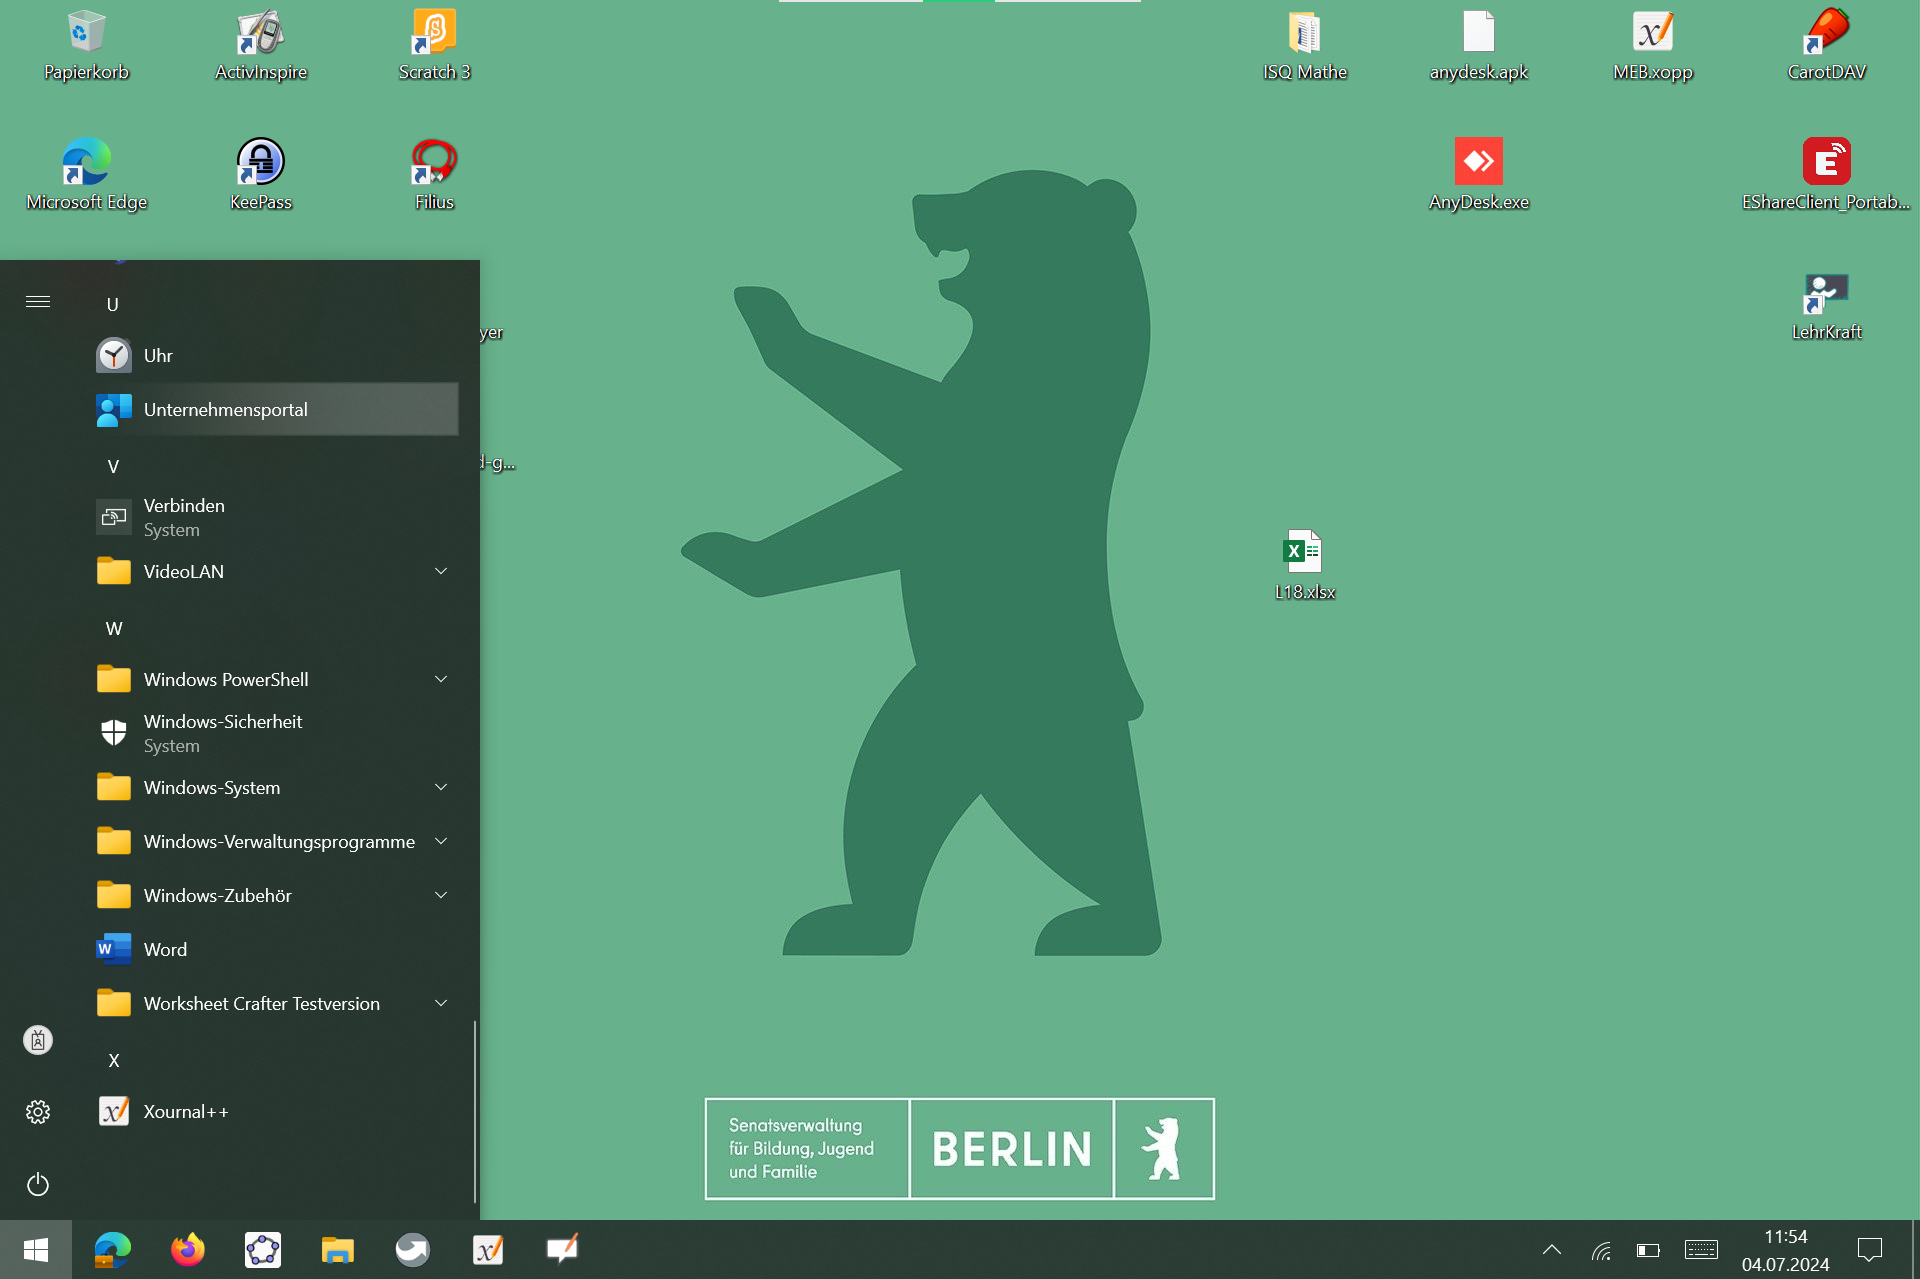 Papierkorb
ActivInspire
Scratch 3
ISQ Mathe
anydesk.apk
MEB.xopp
CarotDAV
Microsoft Edge
KeePass
Filius
AnyDesk.exe
EShareClient_Portab...
yer
LehrKraft
d-g...
L18.xlsx
U
Uhr
Unternehmensportal
V
Verbinden
System
VideoLAN
W
Windows PowerShell
Windows-Sicherheit
System
Windows-System
Windows-Verwaltungsprogramme
Windows-Zubehör
Word
Worksheet Crafter Testversion
X
Xournal++
Senatsverwaltung
für Bildung, Jugend
und Familie
BERLIN
11:54
04.07.2024